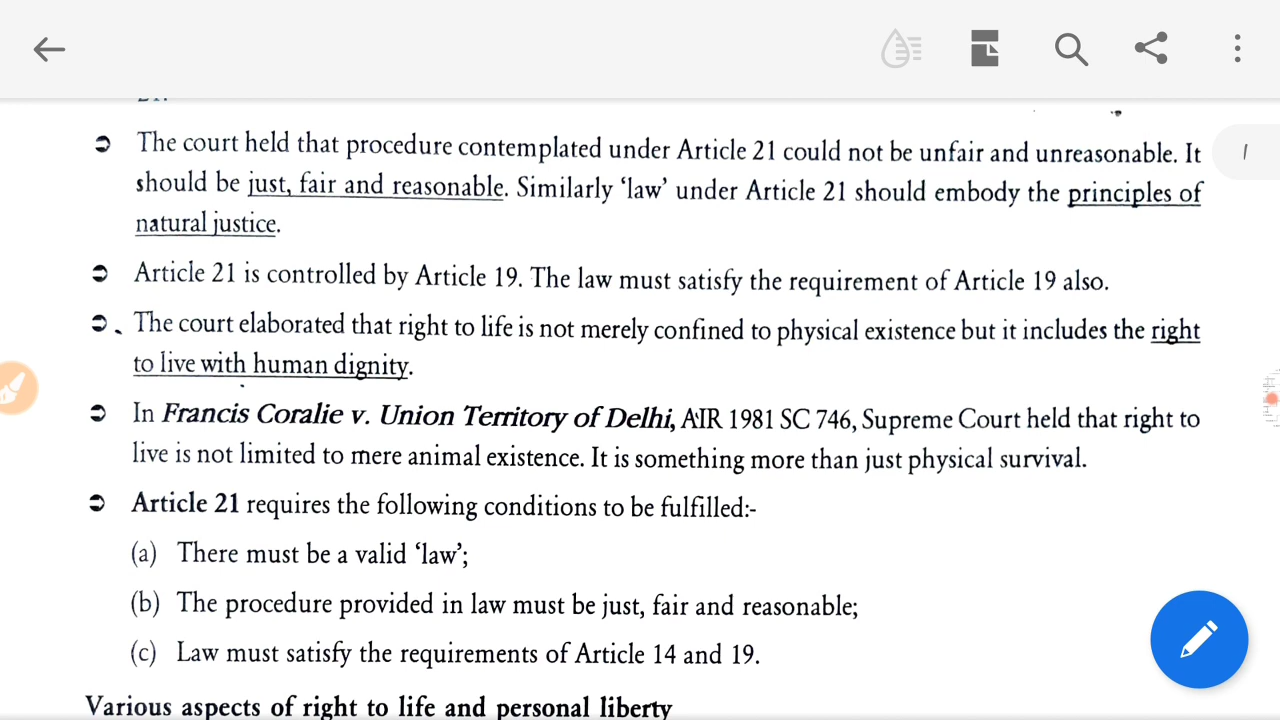 The court held that procedure contemplated under Article 21 could not be unfair and unreasonable. It
should be just, fair and reasonable. Similarly ‘law’ under Article 21 should embody the principles of
natural justice.
Article 21 is controlled by Article 19. The law must satisfy the requirement of Article 19 also.
The court elaborated that right to life is not merely confined to physical existence but it includes the right
to live with human dignity.
In Francis Coralie v. Union Territory of Delhi, AIR 1981 SC 746, Supreme Court held that right to
live is not limited to mere animal existence. It is something more than just physical survival.
Article 21 requires the following conditions to be fulfilled:-
(a) There must be a valid ‘law’;
(b) The procedure provided in law must be just, fair and reasonable;
(c) Law must satisfy the requirements of Article 14 and 19.
Various aspects of right to life and personal liberty